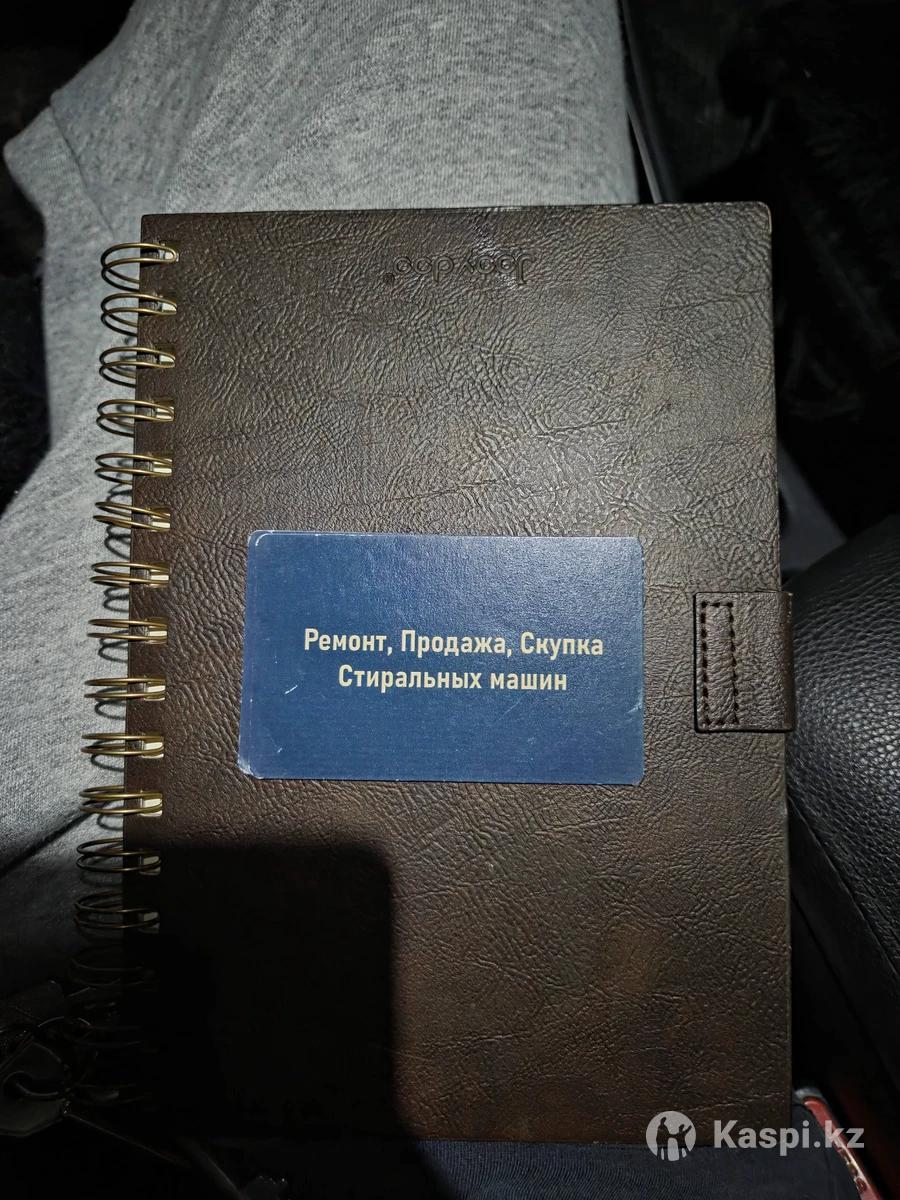 Ремонт, Продажа, Скупка
Стиральных машин
Kaspi.kz